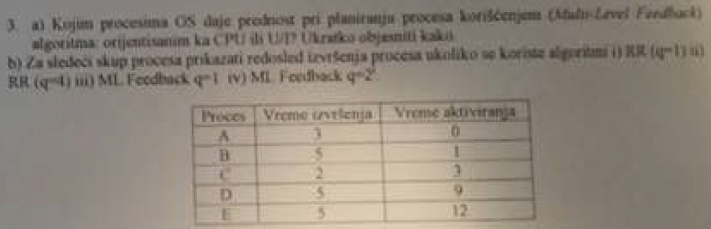 3. a) Kojim procesima OS daje prednost pri planiranju procesa korišćenjem (Multi-Level Feedback)
algoritma: orijentisanim ka CPU ili U/I? Ukratko objasniti kako.
b) Za sledeći skup procesa prikazati redosled izvršenja procesa ukoliko se koriste algoritmi i) RR (q=1) ii)
RR (q=4) iii) ML Feedback q=1 iv) ML Feedback q=2ⁱ.
Proces Vreme izvršenja Vreme aktiviranja
A 3 0
B 5 1
C 2 3
D 5 9
E 5 12